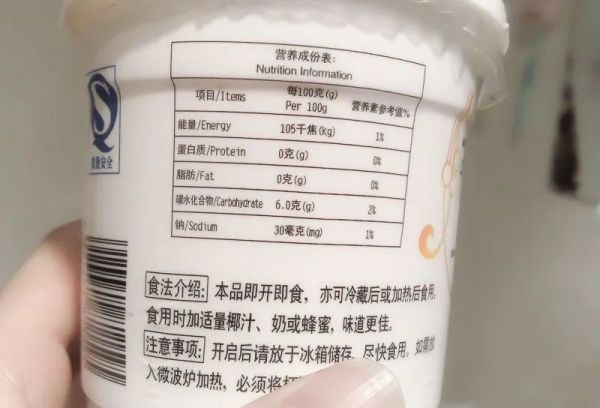 营养成份表:
Nutrition Information
项目/Items 每100克(g) Per 100g 营养素参考值%
能量/Energy 105千焦(kg) 1%
蛋白质/Protein 0克(g) 0%
脂肪/Fat 0克(g) 0%
碳水化合物/Carbohydrate 6.0克(g) 2%
钠/Sodium 30毫克(mg) 1%
质量安全
食法介绍: 本品即开即食，亦可冷藏后或加热后食用，
食用时加适量椰汁、奶或蜂蜜，味道更佳。
注意事项: 开启后请放于冰箱储存，尽快食用。如需加
入微波炉加热，必须将杯